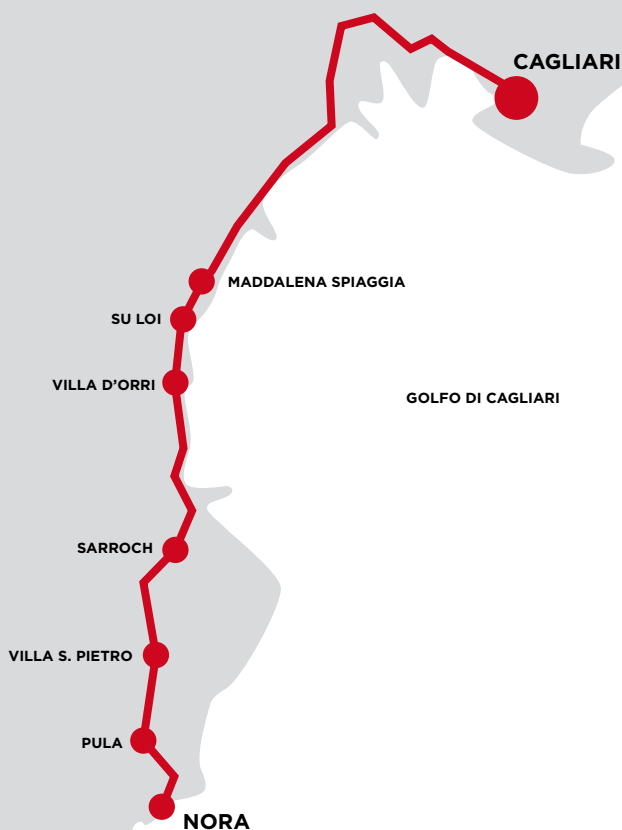 CAGLIARI
MADDALENA SPIAGGIA
SU LOI
VILLA D'ORRI
GOLFO DI CAGLIARI
SARROCH
VILLA S. PIETRO
PULA
NORA